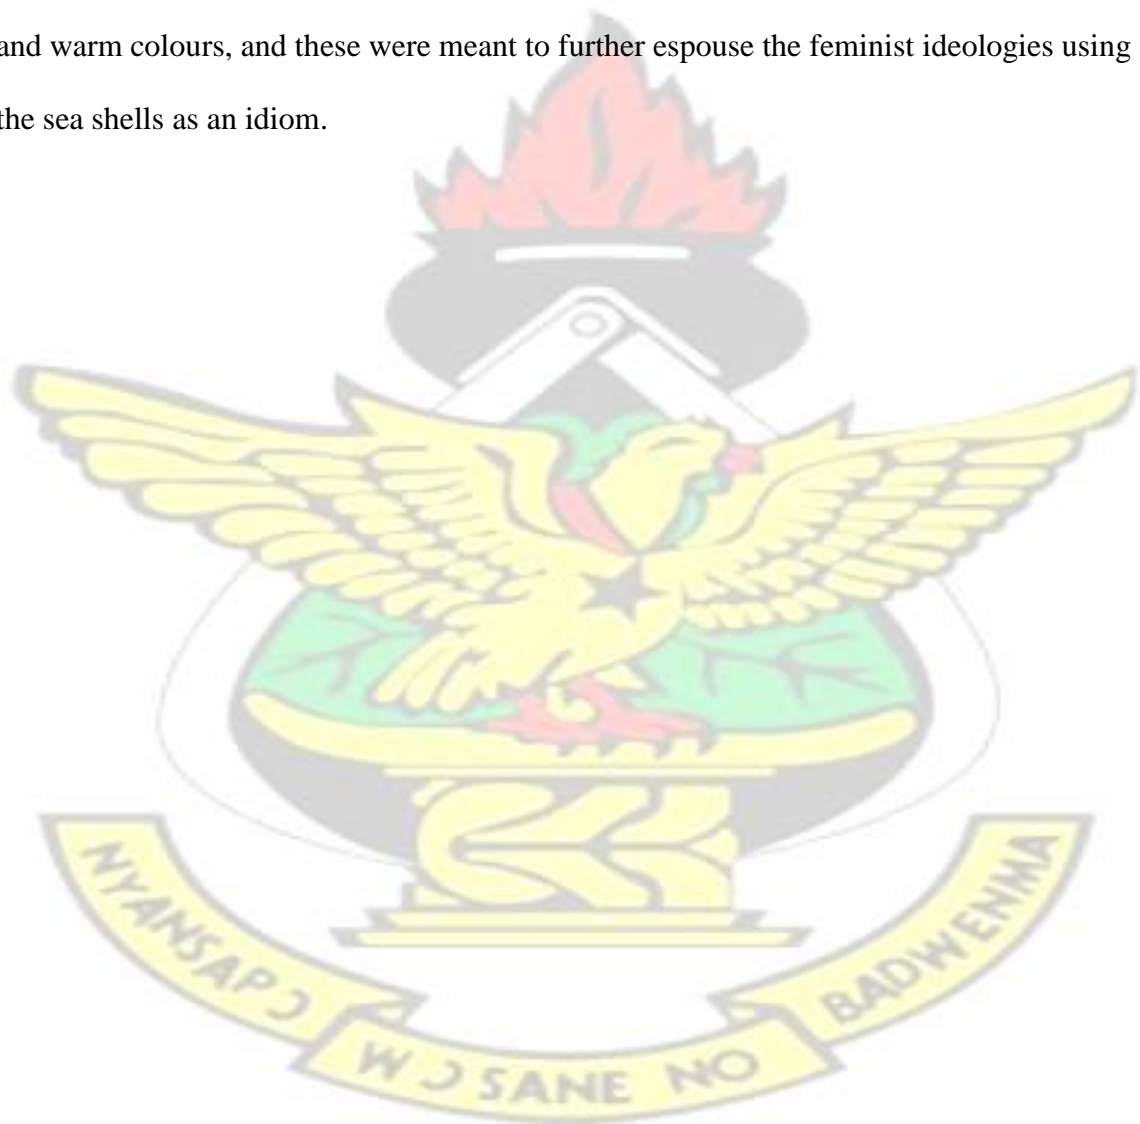 and warm colours, and these were meant to further espouse the feminist ideologies using
the sea shells as an idiom.
NYANSAPƆ
WƆSANE NO
BADWENMA